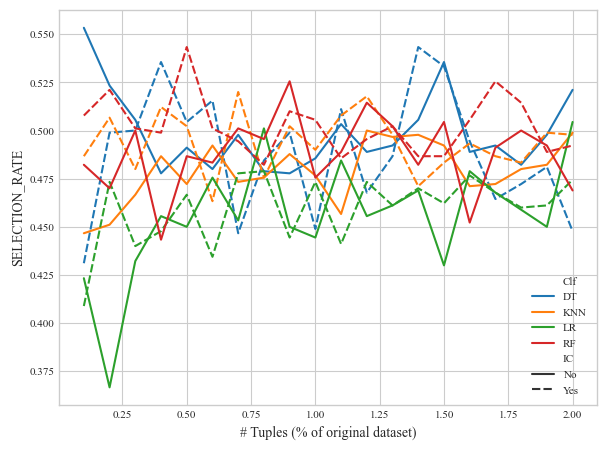 0.550
0.525
0.500
0.475
0.450
0.425
0.400
0.375
SELECTION_RATE
0.25
0.50
0.75
1.00
1.25
1.50
1.75
2.00
# Tuples (% of original dataset)
Clf
DT
KNN
LR
RF
IC
No
Yes